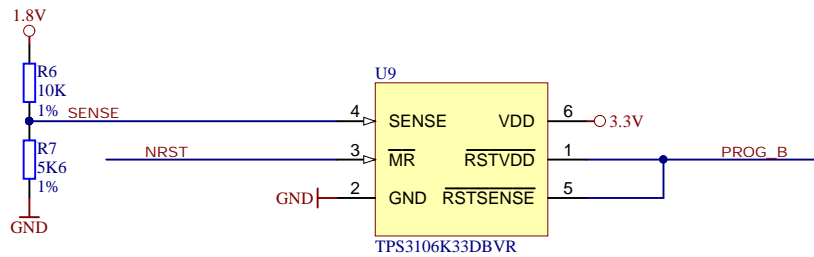 1.8V
R6
10K
1%
SENSE
R7
5K6
1%
GND
NRST
GND
U9
4
SENSE
VDD
6
3.3V
3
MR
RSTVDD
1
PROG_B
2
GND
RSTSENSE
5
TPS3106K33DBVR